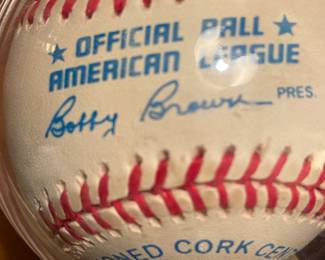 ★ OFFICIAL BALL ★
AMERICAN LEAGUE
Bobby Brown PRES.
CORK